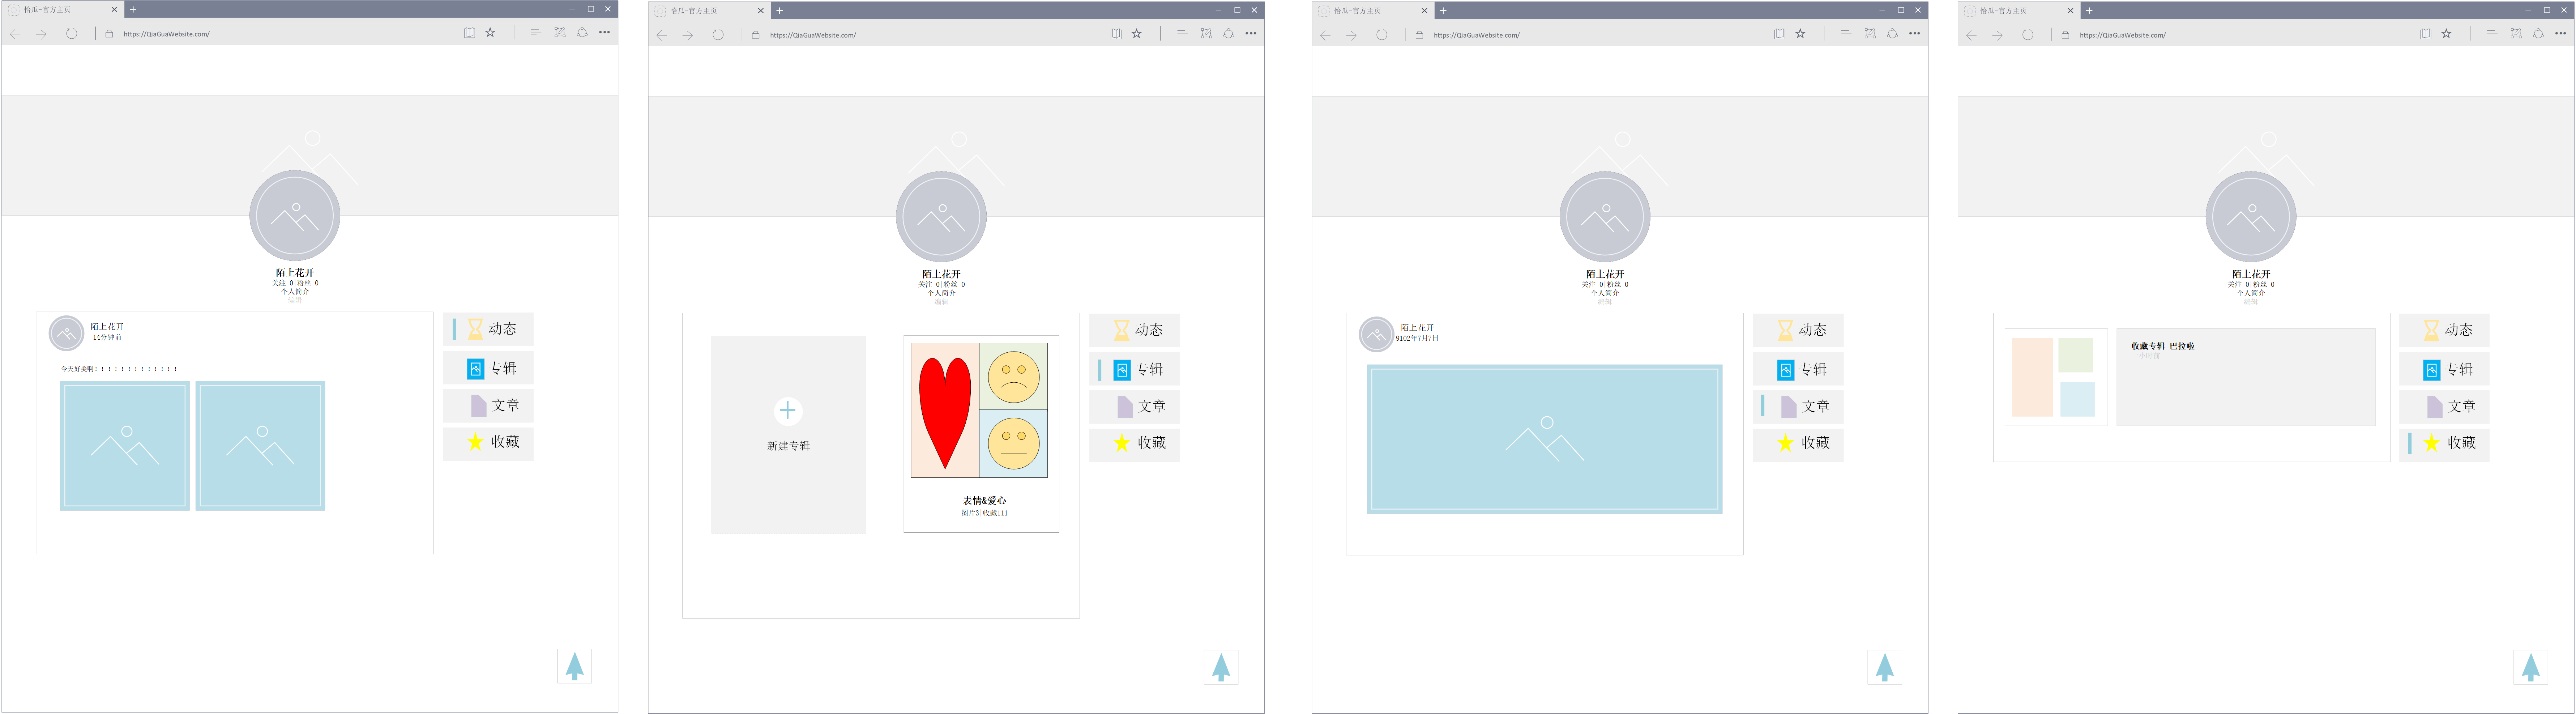 恰瓜-官方主页
https://QiaGuaWebsite.com/
陌上花开
关注 0|粉丝 0
个人简介
编辑
陌上花开
14分钟前
今天好美啊！！！！！！！！！！！！！
动态
专辑
文章
收藏
恰瓜-官方主页
https://QiaGuaWebsite.com/
陌上花开
关注 0|粉丝 0
个人简介
编辑
新建专辑
表情&爱心
图片3|收藏111
动态
专辑
文章
收藏
恰瓜-官方主页
https://QiaGuaWebsite.com/
陌上花开
关注 0|粉丝 0
个人简介
编辑
陌上花开
9102年7月7日
动态
专辑
文章
收藏
恰瓜-官方主页
https://QiaGuaWebsite.com/
陌上花开
关注 0|粉丝 0
个人简介
编辑
收藏专辑 巴拉啦
一小时前
动态
专辑
文章
收藏